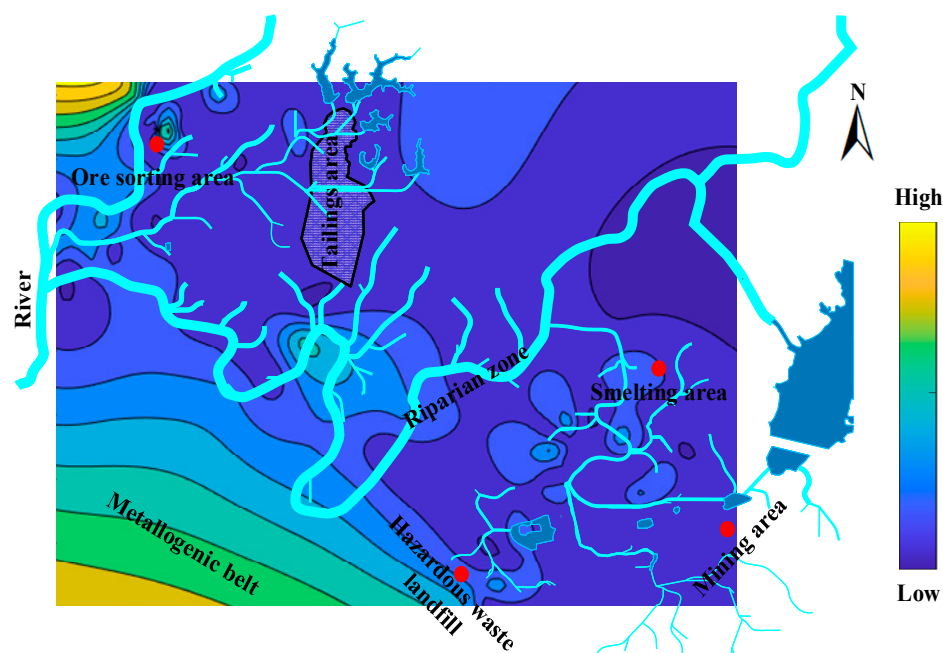 N
Ore sorting area
Tailings area
High
River
Riparian zone
Smelting area
Metallogenic belt
Hazardous waste
landfill
Mining area
Low